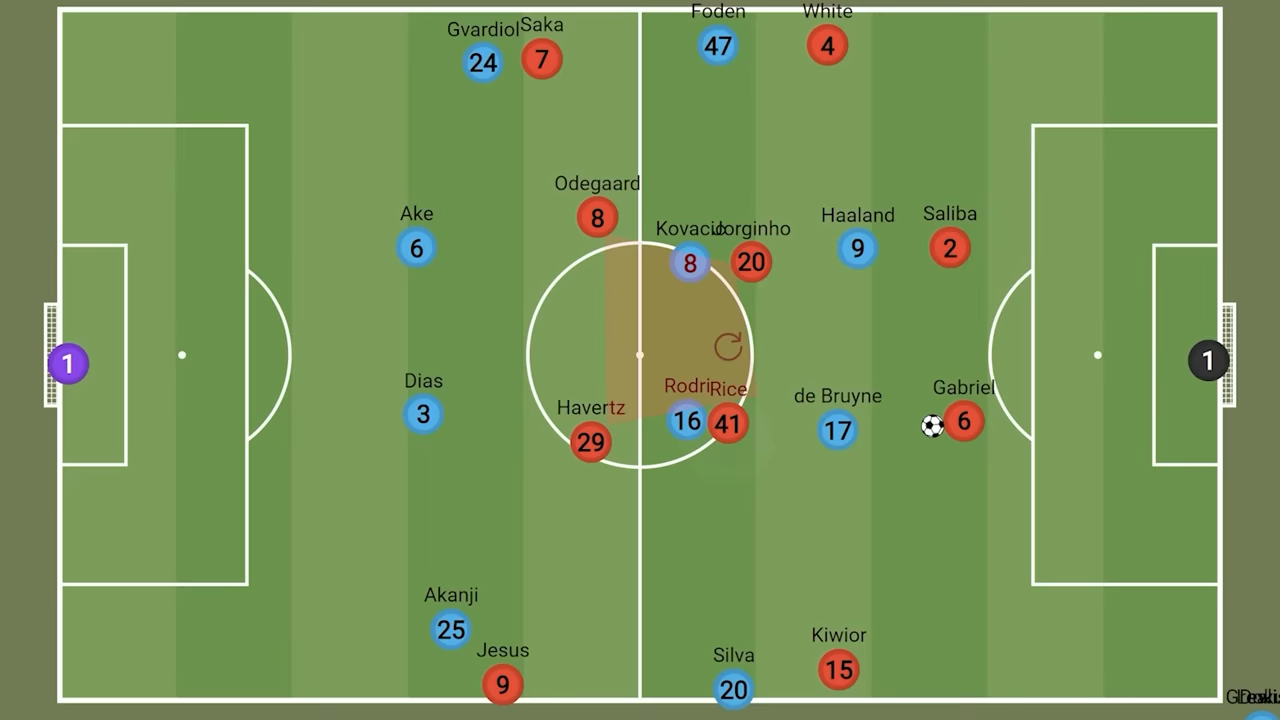 Foden
White
Gvardiol
Saka
47
4
24
7
Odegaard
8
Ake
6
Kovacic
8
Jorginho
20
Haaland
9
Saliba
2
1
1
Dias
3
Havertz
29
Rodri
16
Rice
41
de Bruyne
17
Gabriel
6
Akanji
25
Jesus
9
Silva
20
Kiwior
15